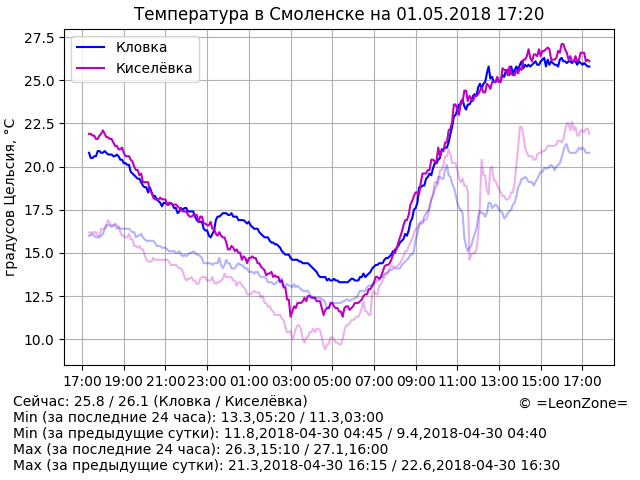 Температура в Смоленске на 01.05.2018 17:20
градусов Цельсия, °C
27.5
25.0
22.5
20.0
17.5
15.0
12.5
10.0
Кловка
Киселёвка
17:00 19:00 21:00 23:00 01:00 03:00 05:00 07:00 09:00 11:00 13:00 15:00 17:00
Сейчас: 25.8 / 26.1 (Кловка / Киселёвка)
© =LeonZone=
Min (за последние 24 часа): 13.3,05:20 / 11.3,03:00
Min (за предыдущие сутки): 11.8,2018-04-30 04:45 / 9.4,2018-04-30 04:40
Max (за последние 24 часа): 26.3,15:10 / 27.1,16:00
Max (за предыдущие сутки): 21.3,2018-04-30 16:15 / 22.6,2018-04-30 16:30